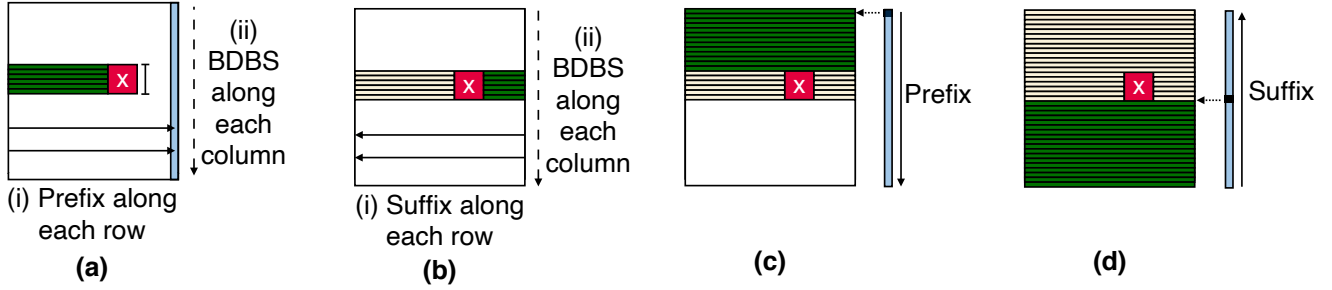 X
(ii)
BDBS
along
each
column
(i) Prefix along
each row
(a)
X
(ii)
BDBS
along
each
column
(i) Suffix along
each row
(b)
X
Prefix
(c)
X
Suffix
(d)